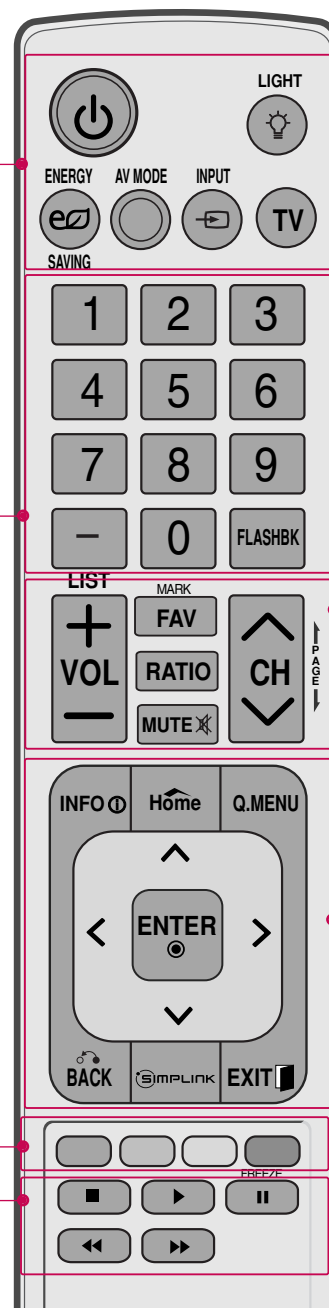 LIGHT
ENERGY AV MODE INPUT
TV
SAVING
1 2 3
4 5 6
7 8 9
- 0 FLASHBK
LIST
MARK
FAV
VOL RATIO CH
PAGE
MUTE
INFO Home Q.MENU
ENTER
BACK SIMPLINK EXIT
FREEZE